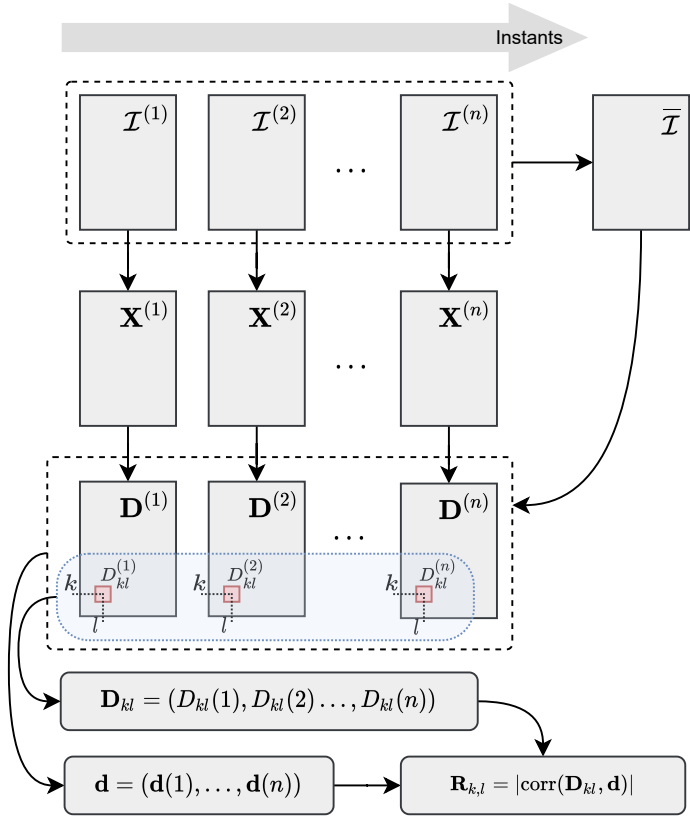 Instants
$\mathcal{I}^{(1)}$ $\mathcal{I}^{(2)}$ … $\mathcal{I}^{(n)}$ $\overline{\mathcal{I}}$
$\mathbf{X}^{(1)}$ $\mathbf{X}^{(2)}$ … $\mathbf{X}^{(n)}$
$\mathbf{D}^{(1)}$ $\mathbf{D}^{(2)}$ … $\mathbf{D}^{(n)}$
$D_{kl}^{(1)}$ $D_{kl}^{(2)}$ $D_{kl}^{(n)}$
$k$ $k$ $k$
$l$ $l$ $l$
$\mathbf{D}_{kl} = (D_{kl}(1), D_{kl}(2) \ldots, D_{kl}(n))$
$\mathbf{d} = (\mathbf{d}(1), \ldots, \mathbf{d}(n))$ $\mathbf{R}_{k,l} = |\mathrm{corr}(\mathbf{D}_{kl}, \mathbf{d})|$